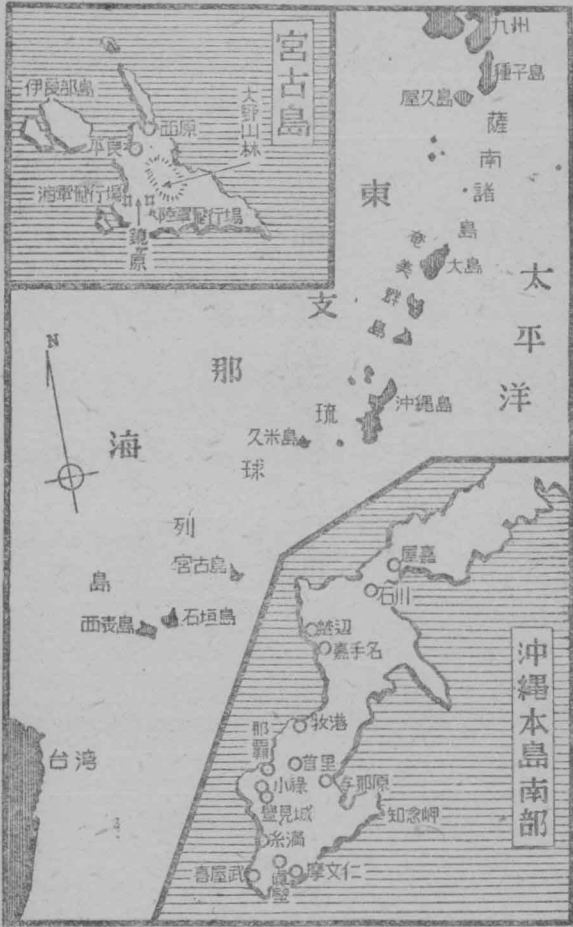 宮古島
伊良部島
西原
平良
大野山林
海軍飛行場
陸軍飛行場
鏡原
九州
種子島
屋久島
薩南諸島
奄美群島
大島
太平洋
東支那海
N
琉球列島
沖縄島
久米島
宮古島
石垣島
西表島
台湾
沖縄本島南部
屋嘉
石川
楚辺
嘉手名
牧港
那覇
首里
与那原
小祿
豊見城
知念岬
糸満
喜屋武
真壁
摩文仁